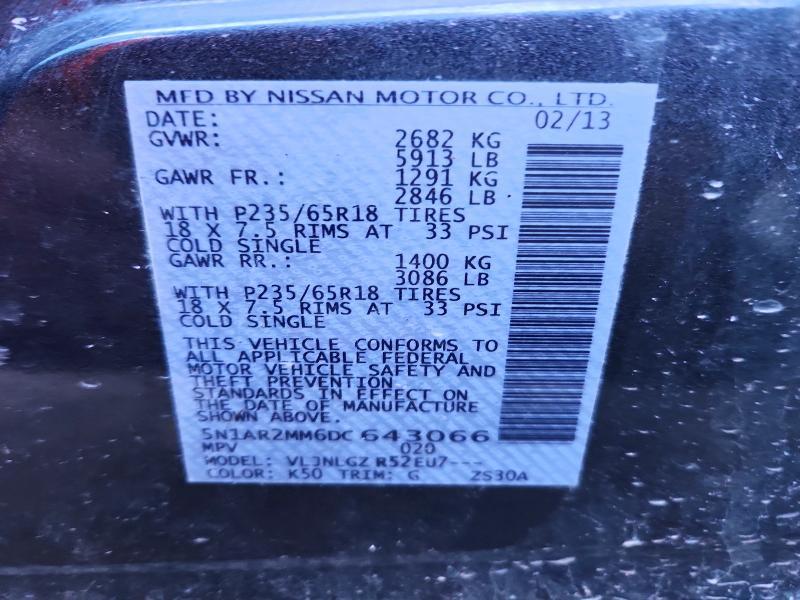 MFD BY NISSAN MOTOR CO., LTD.
DATE: 02/13
GVWR: 2682 KG
5913 LB
GAWR FR.: 1291 KG
2846 LB
WITH P235/65R18 TIRES
18 X 7.5 RIMS AT 33 PSI
COLD SINGLE
GAWR RR.: 1400 KG
3086 LB
WITH P235/65R18 TIRES
18 X 7.5 RIMS AT 33 PSI
COLD SINGLE
THIS VEHICLE CONFORMS TO
ALL APPLICABLE FEDERAL
MOTOR VEHICLE SAFETY AND
THEFT PREVENTION
STANDARDS IN EFFECT ON
THE DATE OF MANUFACTURE
SHOWN ABOVE.
5N1AR2MM6DC 643066
MPV 020
MODEL: VLJNLGZ R52EU7---
COLOR: K50 TRIM: G ZS30A